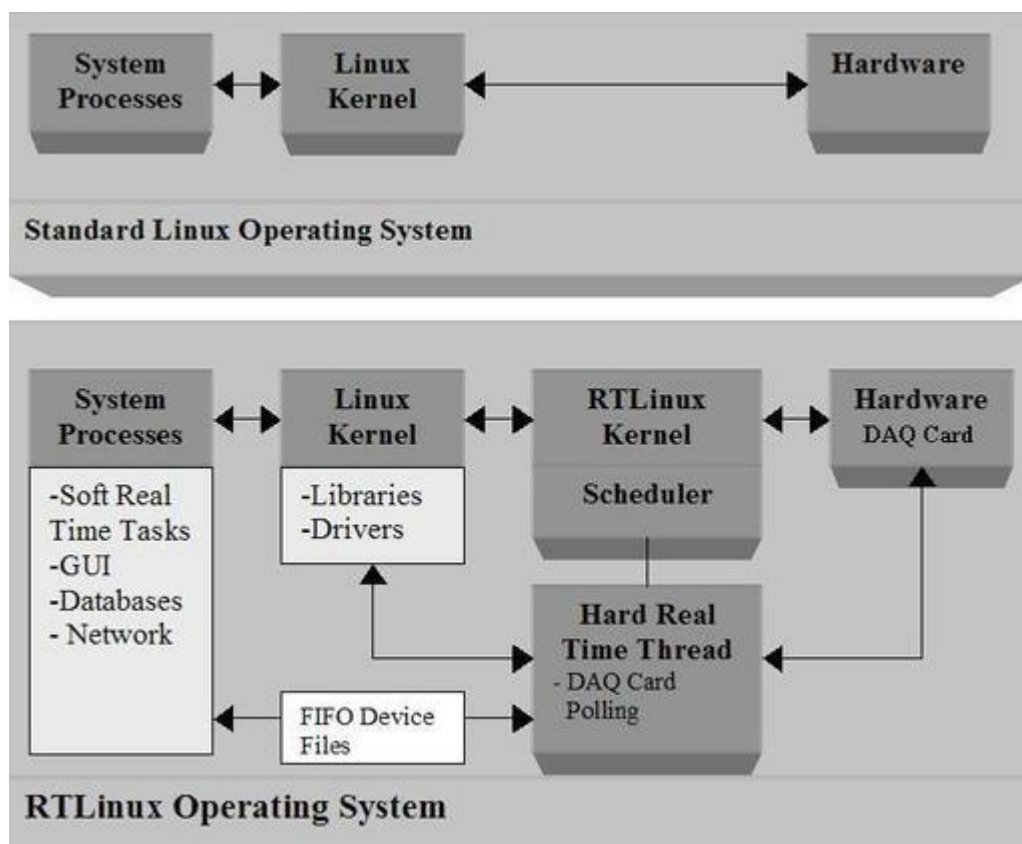 System
Processes
Linux
Kernel
Hardware
Standard Linux Operating System
System
Processes
-Soft Real
Time Tasks
-GUI
-Databases
- Network
Linux
Kernel
-Libraries
-Drivers
RTLinux
Kernel
Scheduler
Hardware
DAQ Card
Hard Real
Time Thread
- DAQ Card
Polling
FIFO Device
Files
RTLinux Operating System